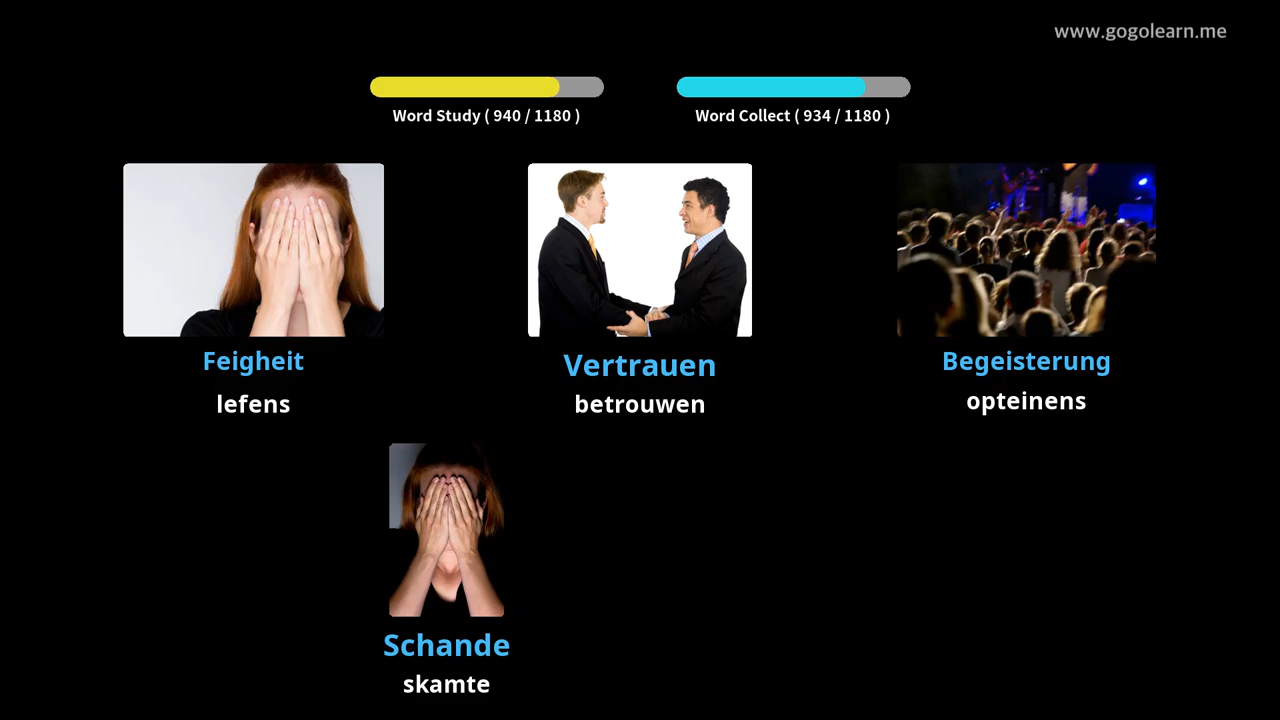 www.gogolearn.me
Word Study ( 940 / 1180 )
Word Collect ( 934 / 1180 )
Feigheit
lefens
Vertrauen
betrouwen
Begeisterung
opteinens
Schande
skamte